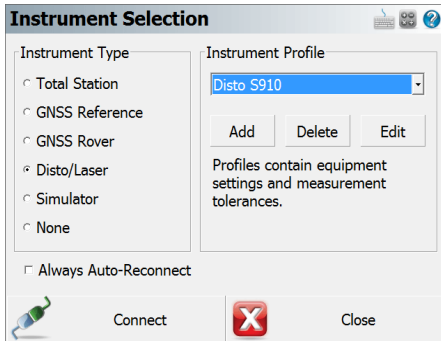 Instrument Selection
Instrument Type
Total Station
GNSS Reference
GNSS Rover
Disto/Laser
Simulator
None
Instrument Profile
Disto S910
Add Delete Edit
Profiles contain equipment
settings and measurement
tolerances.
Always Auto-Reconnect
Connect Close